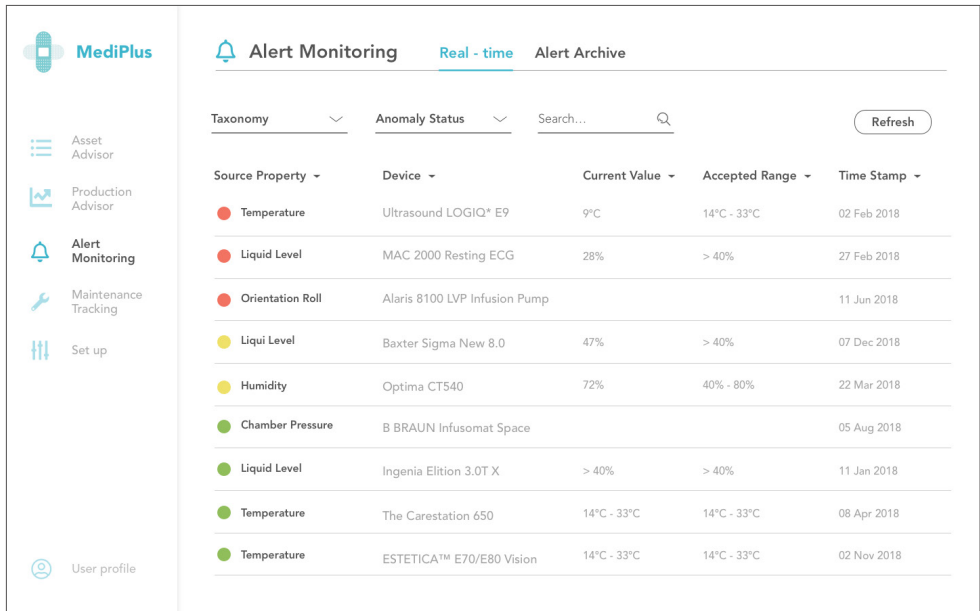 MediPlus
Alert Monitoring
Real - time
Alert Archive
Taxonomy
Anomaly Status
Search...
Refresh
Asset
Advisor
Production
Advisor
Alert
Monitoring
Maintenance
Tracking
Set up
User profile
Source Property Device Current Value Accepted Range Time Stamp
Temperature Ultrasound LOGIQ* E9 9°C 14°C - 33°C 02 Feb 2018
Liquid Level MAC 2000 Resting ECG 28% > 40% 27 Feb 2018
Orientation Roll Alaris 8100 LVP Infusion Pump 11 Jun 2018
Liqui Level Baxter Sigma New 8.0 47% > 40% 07 Dec 2018
Humidity Optima CT540 72% 40% - 80% 22 Mar 2018
Chamber Pressure B BRAUN Infusomat Space 05 Aug 2018
Liquid Level Ingenia Elition 3.0T X > 40% > 40% 11 Jan 2018
Temperature The Carestation 650 14°C - 33°C 14°C - 33°C 08 Apr 2018
Temperature ESTETICA™ E70/E80 Vision 14°C - 33°C 14°C - 33°C 02 Nov 2018